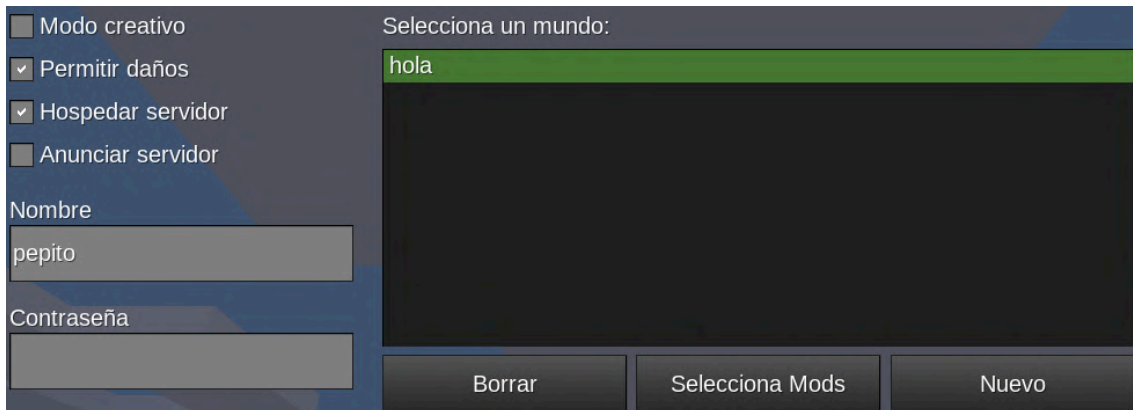 Modo creativo
Permitir daños
Hospedar servidor
Anunciar servidor
Nombre
pepito
Contraseña
Selecciona un mundo:
hola
Borrar
Selecciona Mods
Nuevo